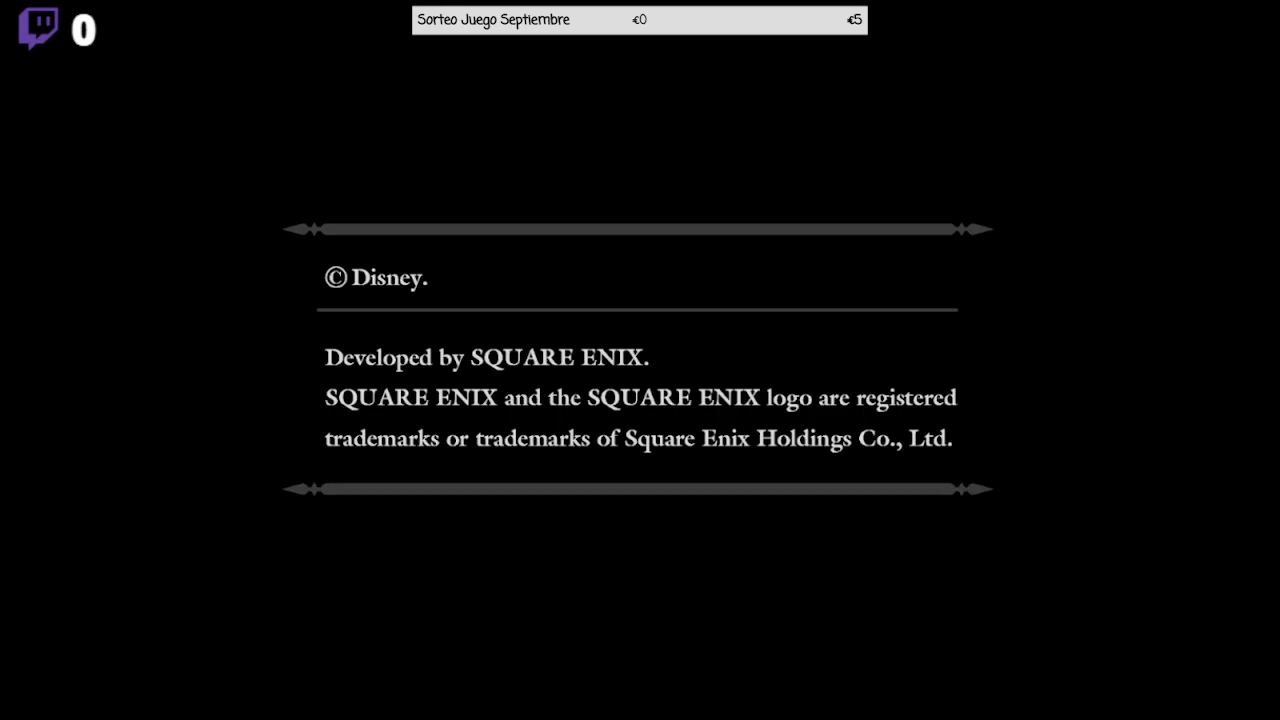 0
Sorteo Juego Septiembre €0 €5
© Disney.
Developed by SQUARE ENIX.
SQUARE ENIX and the SQUARE ENIX logo are registered
trademarks or trademarks of Square Enix Holdings Co., Ltd.